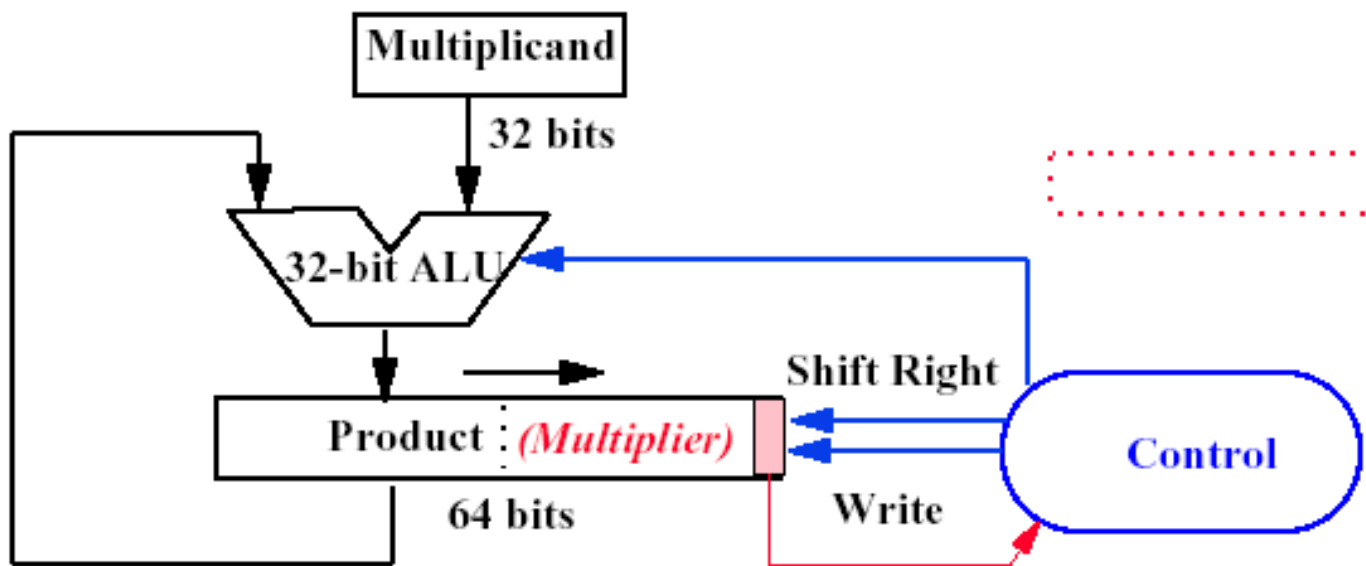 Multiplicand
32 bits
32-bit ALU
Shift Right
Product (Multiplier)
Control
64 bits
Write